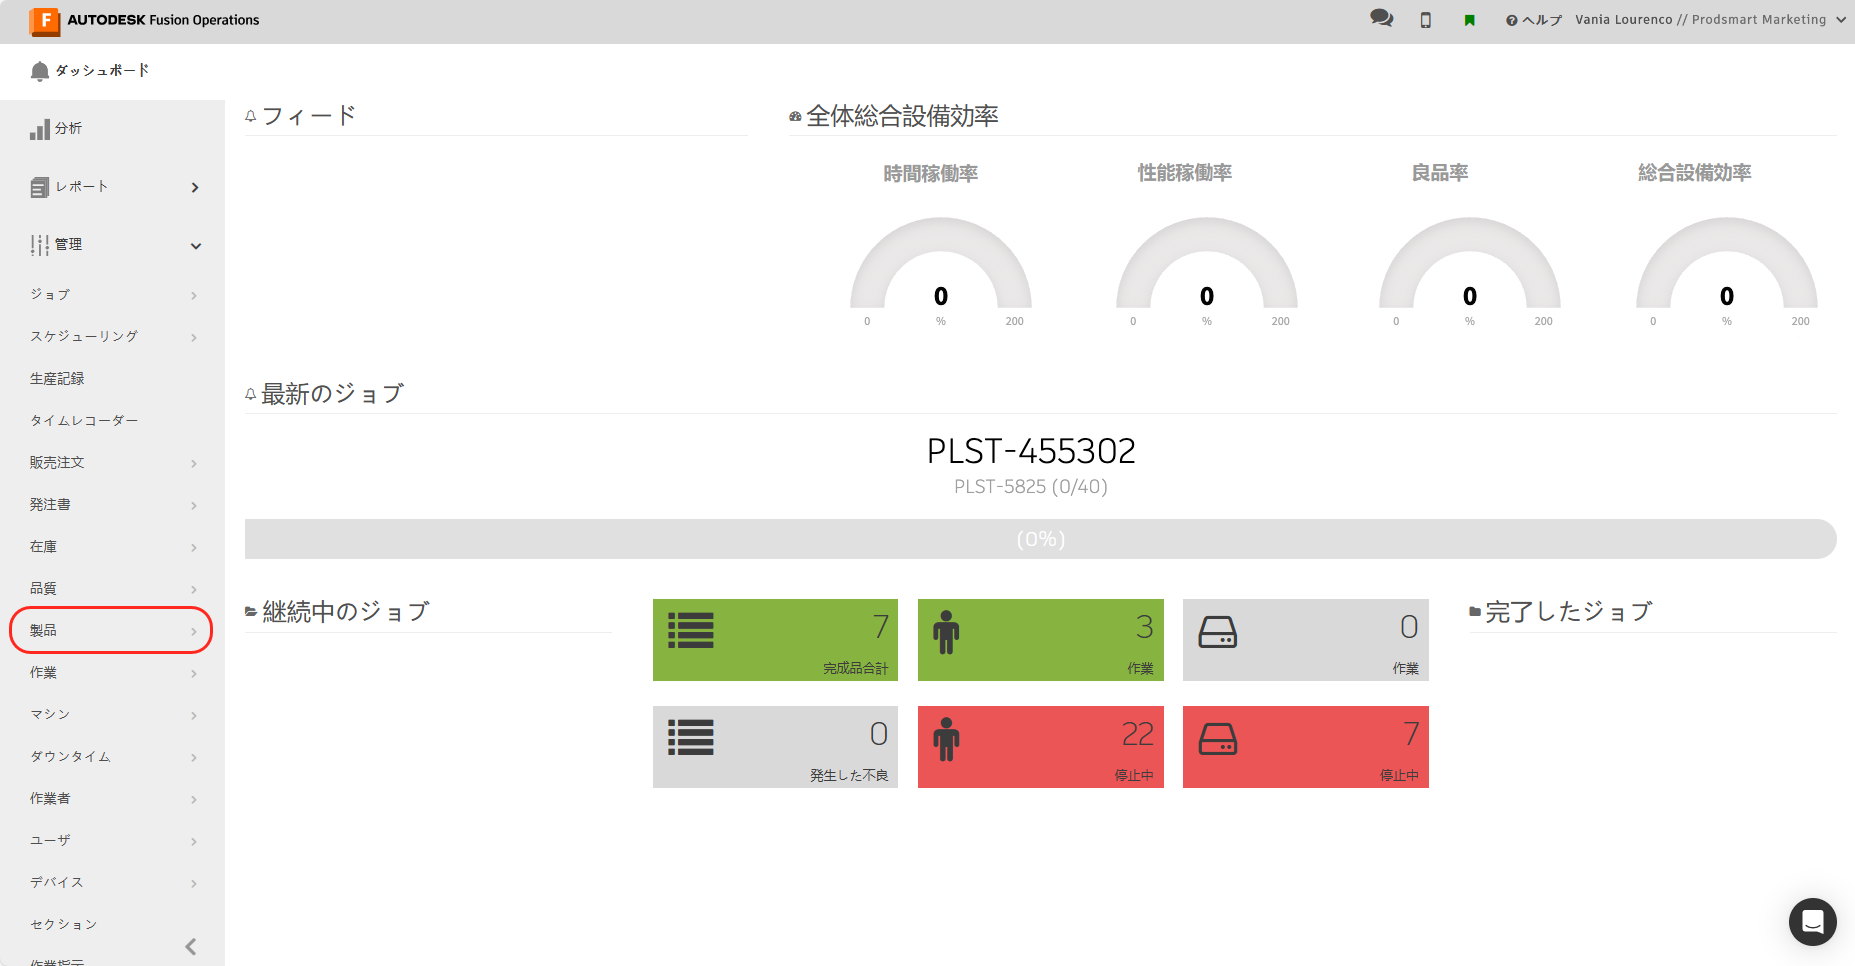 F AUTODESK Fusion Operations
ヘルプ Vania Lourenco // Prodsmart Marketing
ダッシュボード
分析
レポート
管理
ジョブ
スケジューリング
生産記録
タイムレコーダー
販売注文
発注書
在庫
品質
製品
作業
マシン
ダウンタイム
作業者
ユーザ
デバイス
セクション
作業指示
フィード
全体総合設備効率
時間稼働率 性能稼働率 良品率 総合設備効率
0 0 0 0
0 % 200 0 % 200 0 % 200 0 % 200
最新のジョブ
PLST-455302
PLST-5825 (0/40)
(0%)
継続中のジョブ
7
完成品合計
3
作業
0
作業
0
発生した不良
22
停止中
7
停止中
完了したジョブ